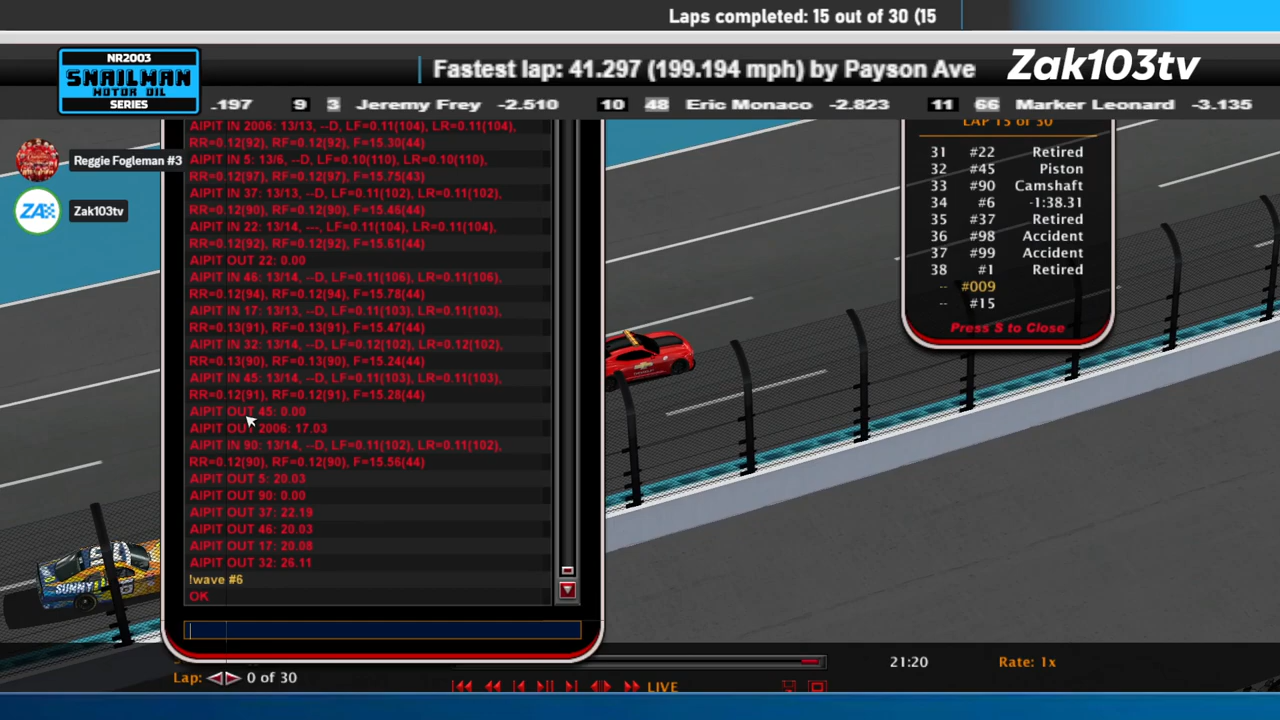 Laps completed: 15 out of 30 (15
NR2003
SNAILMAN
MOTOR OIL
SERIES
Fastest lap: 41.297 (199.194 mph) by Payson Ave
Zak103tv
.197 9 3 Jeremy Frey -2.510 10 48 Eric Monaco -2.823 11 66 Marker Leonard -3.135
Reggie Fogleman #3
Zak103tv
AIPIT IN 2006: 13/13, --D, LF=0.11(104), LR=0.11(104),
RR=0.12(92), RF=0.12(92), F=15.30(44)
AIPIT IN 5: 13/6, --D, LF=0.10(110), LR=0.10(110),
RR=0.12(97), RF=0.12(97), F=15.75(43)
AIPIT IN 37: 13/13, --D, LF=0.11(102), LR=0.11(102),
RR=0.12(90), RF=0.12(90), F=15.46(44)
AIPIT IN 22: 13/14, ---, LF=0.11(104), LR=0.11(104),
RR=0.12(92), RF=0.12(92), F=15.61(44)
AIPIT OUT 22: 0.00
AIPIT IN 46: 13/14, --D, LF=0.11(106), LR=0.11(106),
RR=0.12(94), RF=0.12(94), F=15.78(44)
AIPIT IN 17: 13/13, --D, LF=0.11(103), LR=0.11(103),
RR=0.13(91), RF=0.13(91), F=15.47(44)
AIPIT IN 32: 13/14, --D, LF=0.12(102), LR=0.12(102),
RR=0.13(90), RF=0.13(90), F=15.24(44)
AIPIT IN 45: 13/14, --D, LF=0.11(103), LR=0.11(103),
RR=0.12(91), RF=0.12(91), F=15.28(44)
AIPIT OUT 45: 0.00
AIPIT OUT 2006: 17.03
AIPIT IN 90: 13/14, --D, LF=0.11(102), LR=0.11(102),
RR=0.12(90), RF=0.12(90), F=15.56(44)
AIPIT OUT 5: 20.03
AIPIT OUT 90: 0.00
AIPIT OUT 37: 22.19
AIPIT OUT 46: 20.03
AIPIT OUT 17: 20.08
AIPIT OUT 32: 26.11
!wave #6
OK
LAP 15 of 30
31 #22 Retired
32 #45 Piston
33 #90 Camshaft
34 #6 -1:38.31
35 #37 Retired
36 #98 Accident
37 #99 Accident
38 #1 Retired
-- #009
-- #15
Press S to Close
SUNNY
Lap: 0 of 30
LIVE
21:20
Rate: 1x